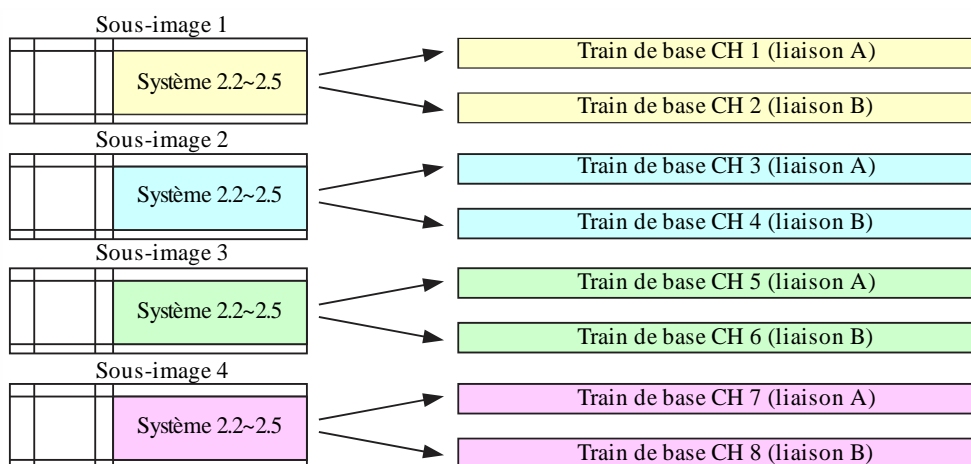 Sous-image 1
Système 2.2~2.5
Train de base CH 1 (liaison A)
Train de base CH 2 (liaison B)
Sous-image 2
Système 2.2~2.5
Train de base CH 3 (liaison A)
Train de base CH 4 (liaison B)
Sous-image 3
Système 2.2~2.5
Train de base CH 5 (liaison A)
Train de base CH 6 (liaison B)
Sous-image 4
Système 2.2~2.5
Train de base CH 7 (liaison A)
Train de base CH 8 (liaison B)